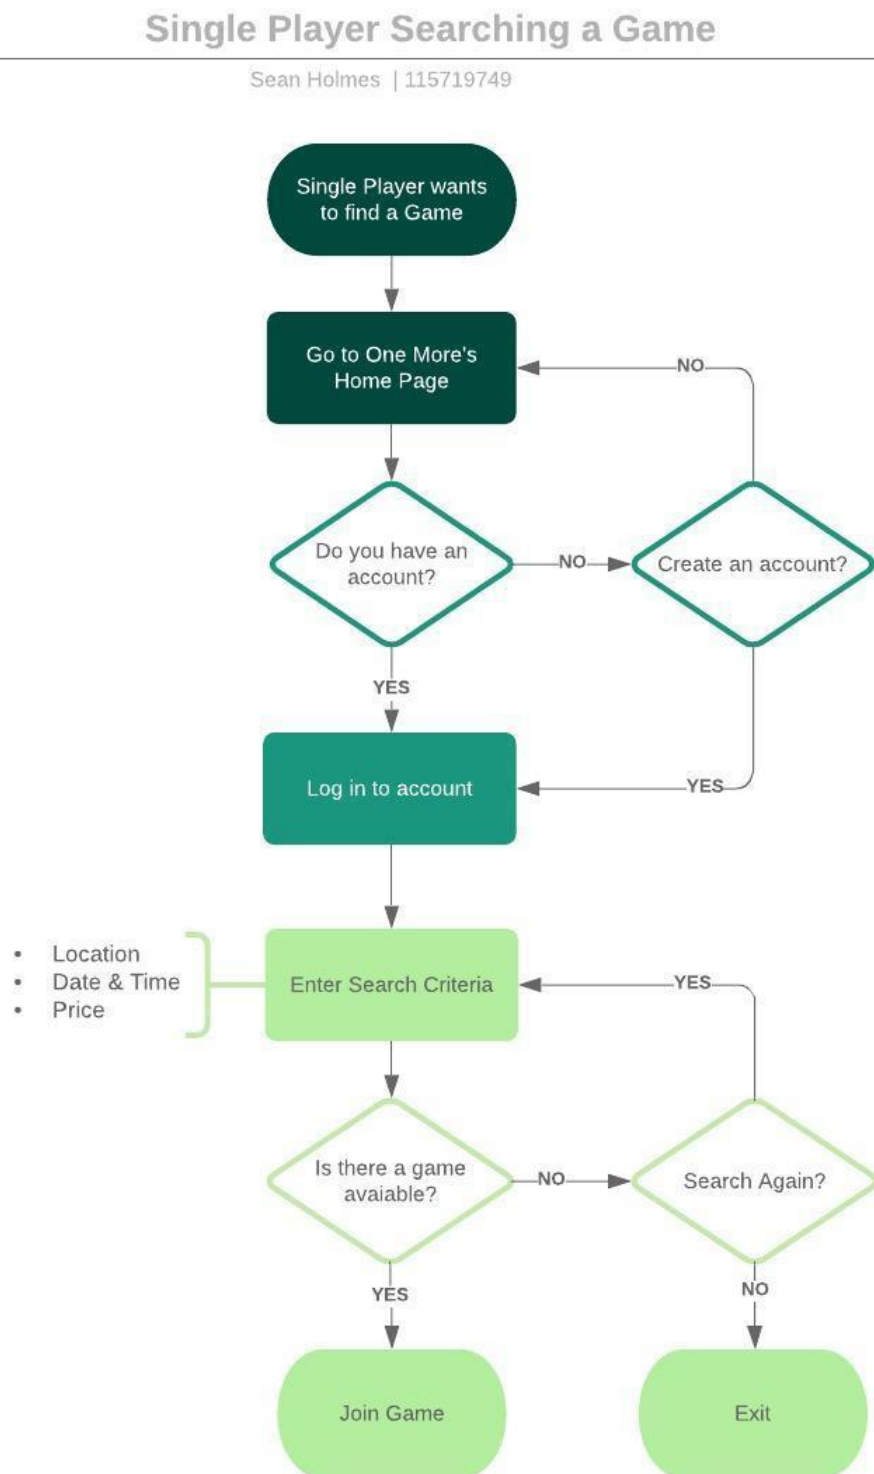 Single Player Searching a Game
Sean Holmes | 115719749
Single Player wants
to find a Game
Go to One More's
Home Page
NO
Do you have an
account?
NO
Create an account?
YES
Log in to account
YES
• Location
• Date & Time
• Price
Enter Search Criteria
YES
Is there a game
avaiable?
NO
Search Again?
YES
NO
Join Game
Exit